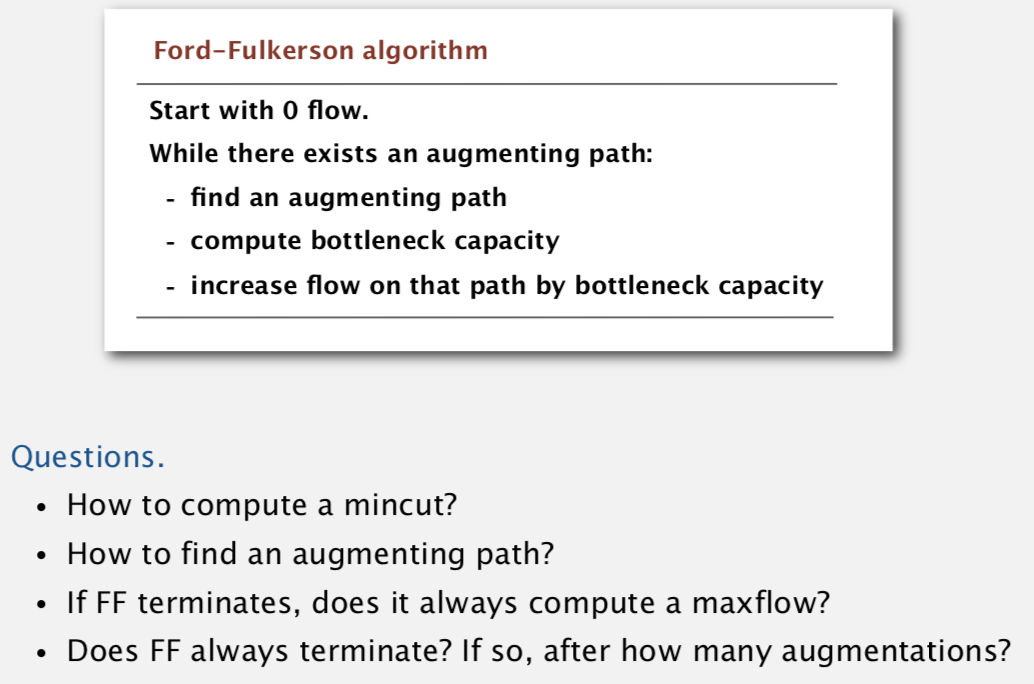 Ford–Fulkerson algorithm
Start with 0 flow.
While there exists an augmenting path:
- find an augmenting path
- compute bottleneck capacity
- increase flow on that path by bottleneck capacity
Questions.
• How to compute a mincut?
• How to find an augmenting path?
• If FF terminates, does it always compute a maxflow?
• Does FF always terminate? If so, after how many augmentations?